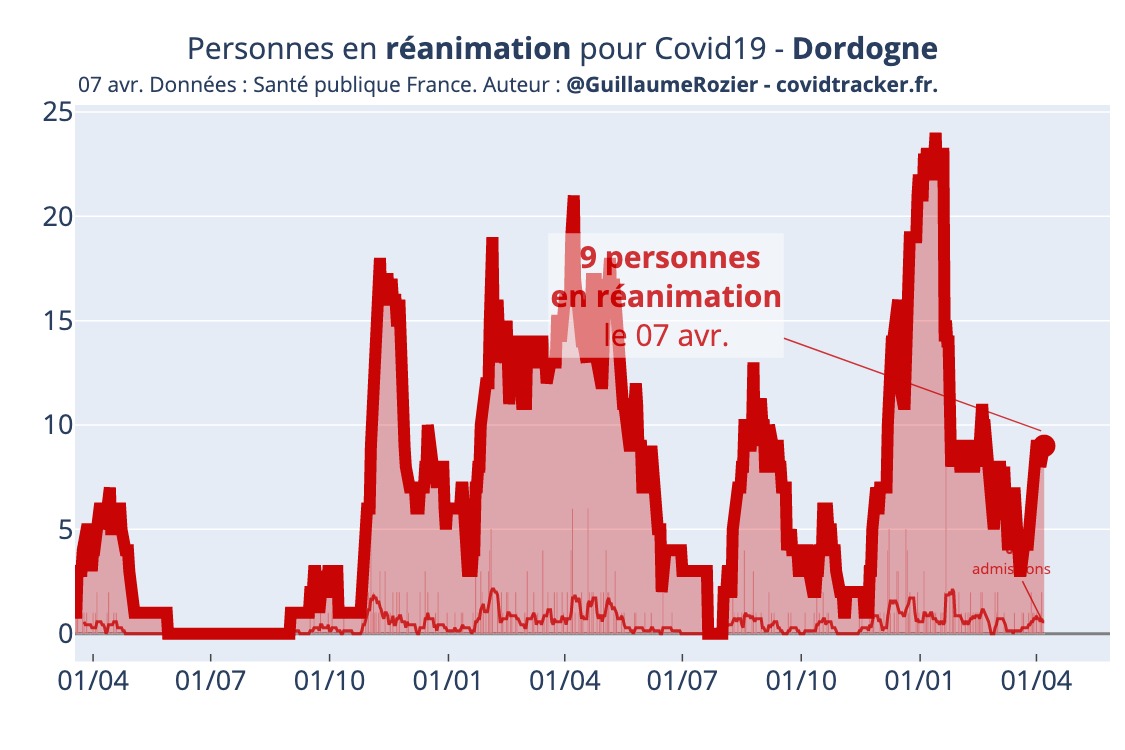 Personnes en réanimation pour Covid19 - Dordogne
07 avr. Données : Santé publique France. Auteur : @GuillaumeRozier - covidtracker.fr.
25
20
15
10
5
0
9 personnes
en réanimation
le 07 avr.
admissions
01/04 01/07 01/10 01/01 01/04 01/07 01/10 01/01 01/04